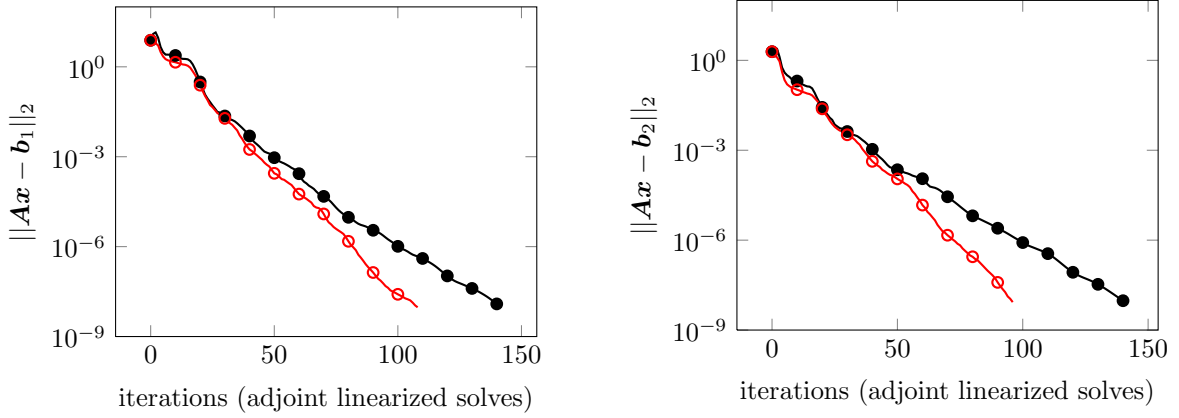 10^0
10^{-3}
10^{-6}
10^{-9}
||Ax − b_1||_2
0 50 100 150
iterations (adjoint linearized solves)
10^0
10^{-3}
10^{-6}
10^{-9}
||Ax − b_2||_2
0 50 100 150
iterations (adjoint linearized solves)